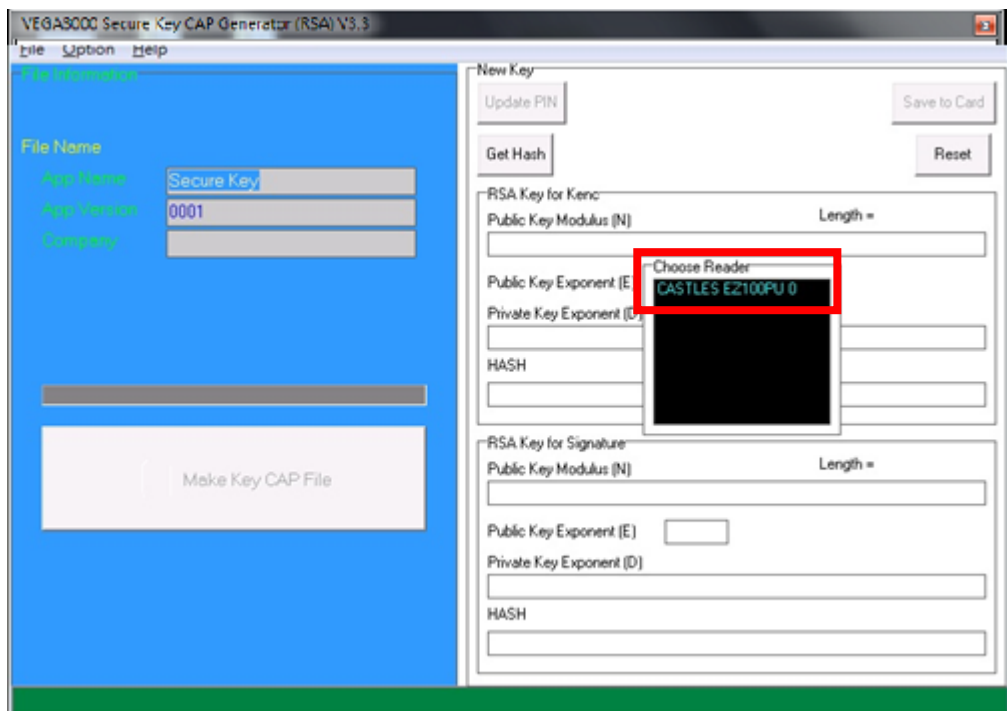 VEGA3000 Secure Key CAP Generator (RSA) V3.3
File Option Help
File Information
File Name
App Name Secure Key
App Version 0001
Company
Make Key CAP File
New Key
Update PIN Save to Card
Get Hash Reset
RSA Key for Kenc
Public Key Modulus (N) Length =
Public Key Exponent (E)
Private Key Exponent (D)
HASH
Choose Reader
CASTLES EZ100PU 0
RSA Key for Signature
Public Key Modulus (N) Length =
Public Key Exponent (E)
Private Key Exponent (D)
HASH